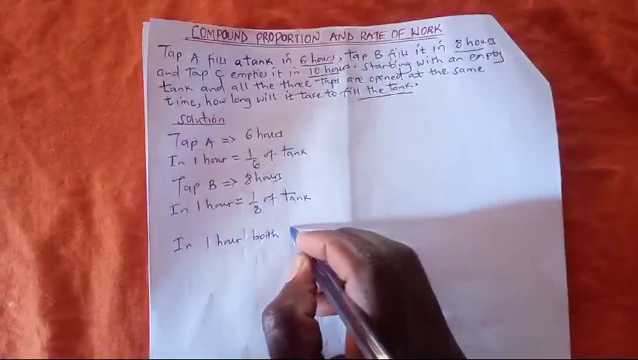 COMPOUND PROPORTION AND RATE OF WORK
Tap A fills a tank in 6 hours, Tap B fills it in 8 hours
and Tap C empties it in 10 hours. Starting with an empty
tank and all the three taps are opened at the same
time, how long will it take to fill the tank.
Solution
Tap A => 6 hours
In 1 hour = 1/6 of tank
Tap B => 8 hours
In 1 hour = 1/8 of tank
In 1 hour both